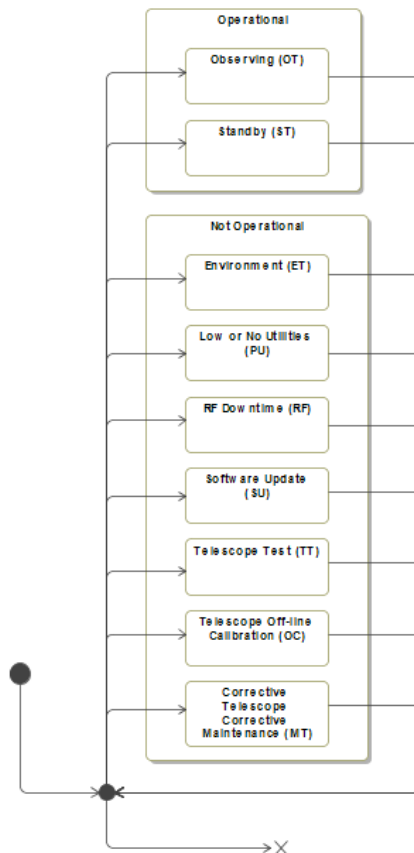 Operational
Observing (OT)
Standby (ST)
Not Operational
Environment (ET)
Low or No Utilities
(PU)
RF Downtime (RF)
Software Update
(SU)
Telescope Test (TT)
Telescope Off-line
Calibration (OC)
Corrective
Telescope
Corrective
Maintenance (MT)